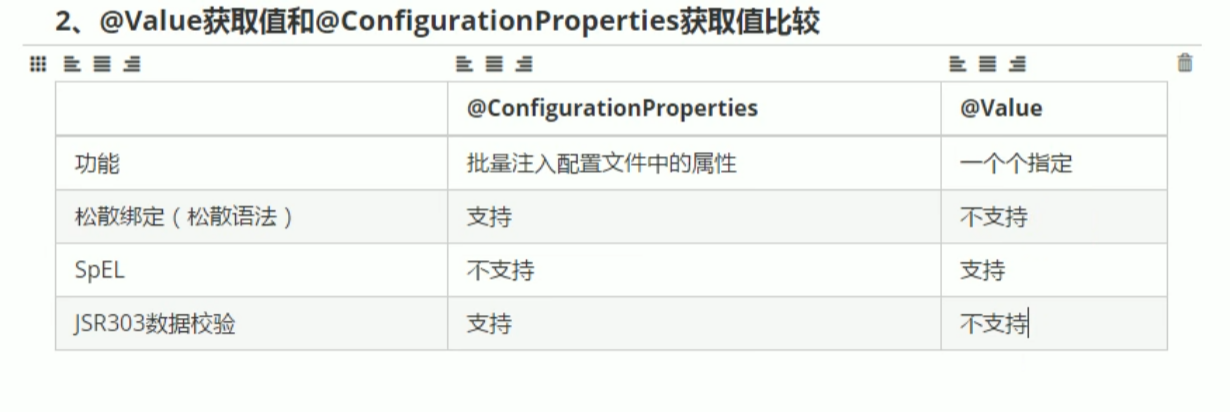 2、@Value获取值和@ConfigurationProperties获取值比较
@ConfigurationProperties @Value
功能 批量注入配置文件中的属性 一个个指定
松散绑定（松散语法） 支持 不支持
SpEL 不支持 支持
JSR303数据校验 支持 不支持